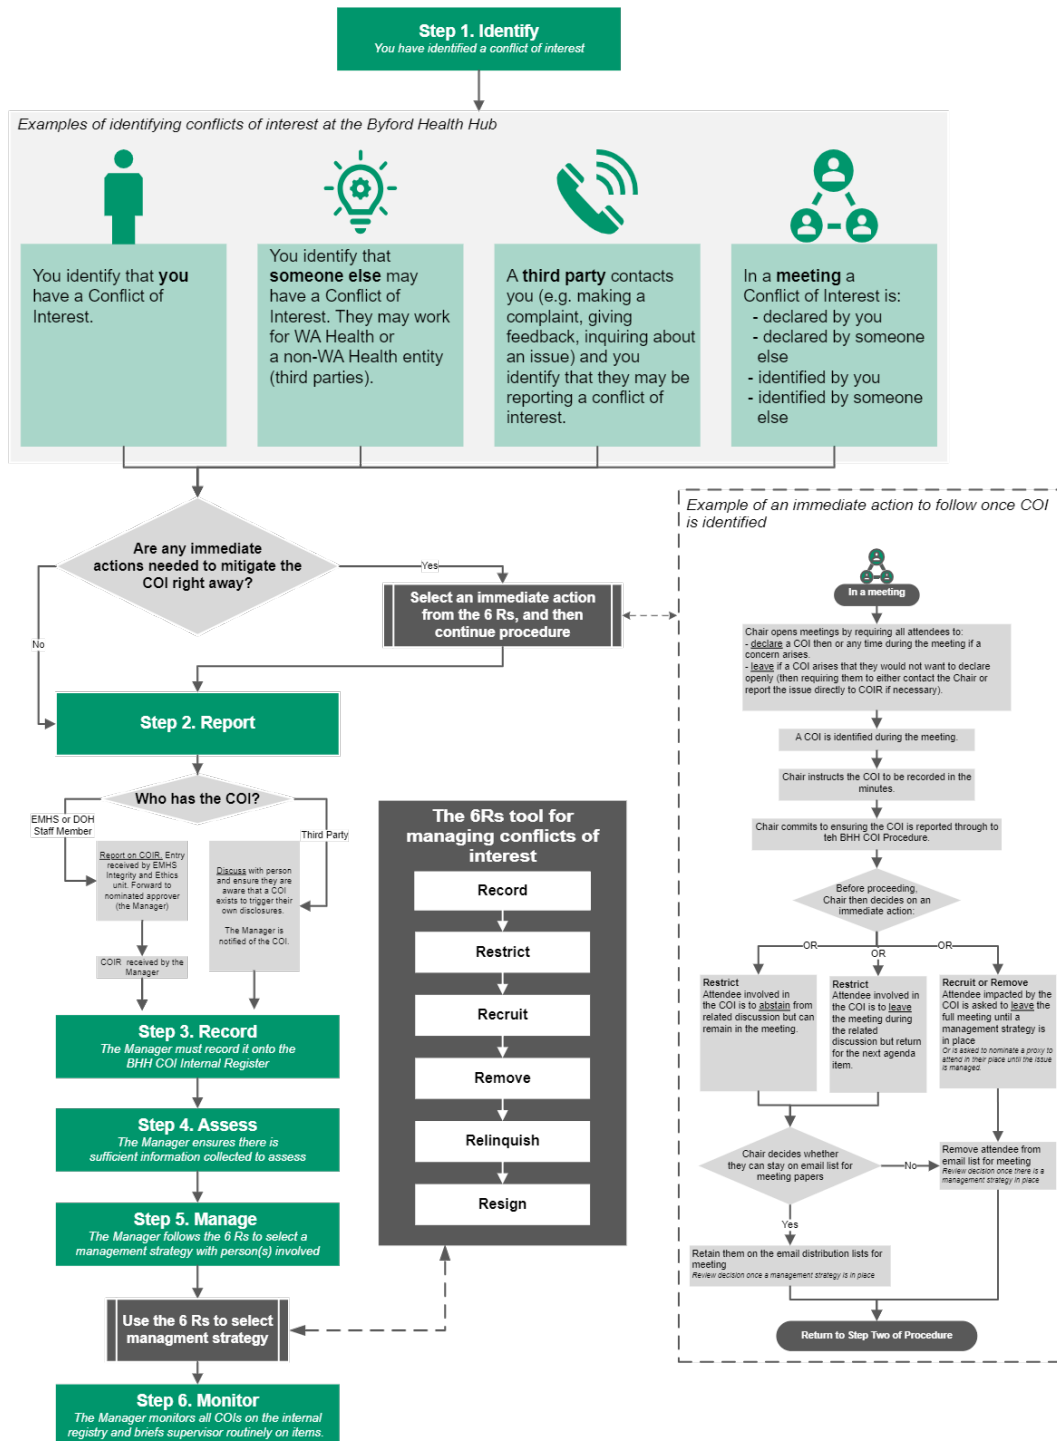 Step 1. Identify
You have identified a conflict of interest
Examples of identifying conflicts of interest at the Byford Health Hub
You identify that you
have a Conflict of
Interest.
You identify that
someone else may
have a Conflict of
Interest. They may work
for WA Health or
a non-WA Health entity
(third parties).
A third party contacts
you (e.g. making a
complaint, giving
feedback, inquiring about
an issue) and you
identify that they may be
reporting a conflict of
interest.
In a meeting a
Conflict of Interest is:
- declared by you
- declared by someone
else
- identified by you
- identified by someone
else
Are any immediate
actions needed to mitigate the
COI right away?
Yes
No
Select an immediate action
from the 6 Rs, and then
continue procedure
Step 2. Report
Who has the COI?
EMHS or DOH
Staff Member
Third Party
Report on COIR. Entry
received by EMHS
Integrity and Ethics
unit. Forward to
nominated approver
(the Manager)
COIR received by the
Manager
Discuss with person
and ensure they are
aware that a COI
exists to trigger their
own disclosures.
The Manager is
notified of the COI.
Step 3. Record
The Manager must record it onto the
BHH COI Internal Register
Step 4. Assess
The Manager ensures there is
sufficient information collected to assess
Step 5. Manage
The Manager follows the 6 Rs to select a
management strategy with person(s) involved
Use the 6 Rs to select
managment strategy
Step 6. Monitor
The Manager monitors all COIs on the internal
registry and briefs supervisor routinely on items.
The 6Rs tool for
managing conflicts of
interest
Record
Restrict
Recruit
Remove
Relinquish
Resign
Example of an immediate action to follow once COI
is identified
In a meeting
Chair opens meetings by requiring all attendees to:
- declare a COI then or any time during the meeting if a
concern arises.
- leave if a COI arises that they would not want to declare
openly (then requiring them to either contact the Chair or
report the issue directly to COIR if necessary).
A COI is identified during the meeting.
Chair instructs the COI to be recorded in the
minutes.
Chair commits to ensuring the COI is reported through to
teh BHH COI Procedure.
Before proceeding,
Chair then decides on an
immediate action:
OR
OR
OR
Restrict
Attendee involved in
the COI is to abstain from
related discussion but can
remain in the meeting.
Restrict
Attendee involved in
the COI is to leave
the meeting during
the related
discussion but return
for the next agenda
item.
Recruit or Remove
Attendee impacted by the
COI is asked to leave the
full meeting until a
management strategy is
in place
Or is asked to nominate a proxy to
attend in their place until the issue
is managed.
Chair decides whether
they can stay on email list for
meeting papers
No
Yes
Remove attendee from
email list for meeting
Review decision once there is a
management strategy in place
Retain them on the email distribution lists for
meeting
Review decision once a management strategy is in place
Return to Step Two of Procedure